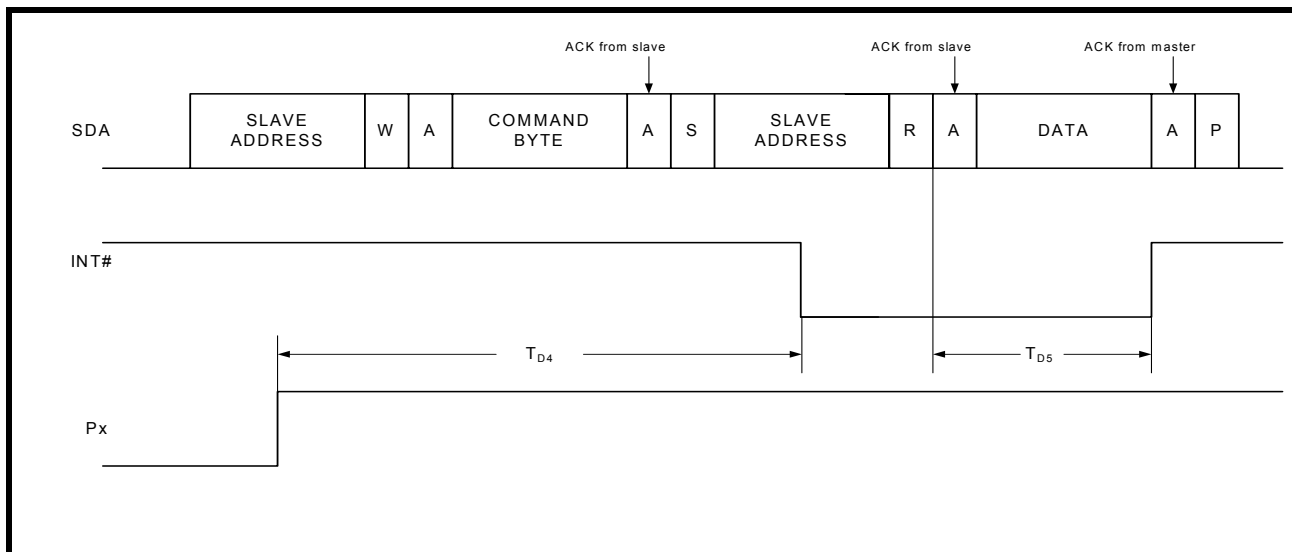 ACK from slave
ACK from slave
ACK from master
SDA
SLAVE
ADDRESS
W
A
COMMAND
BYTE
A
S
SLAVE
ADDRESS
R
A
DATA
A
P
INT#
TD4
TD5
Px